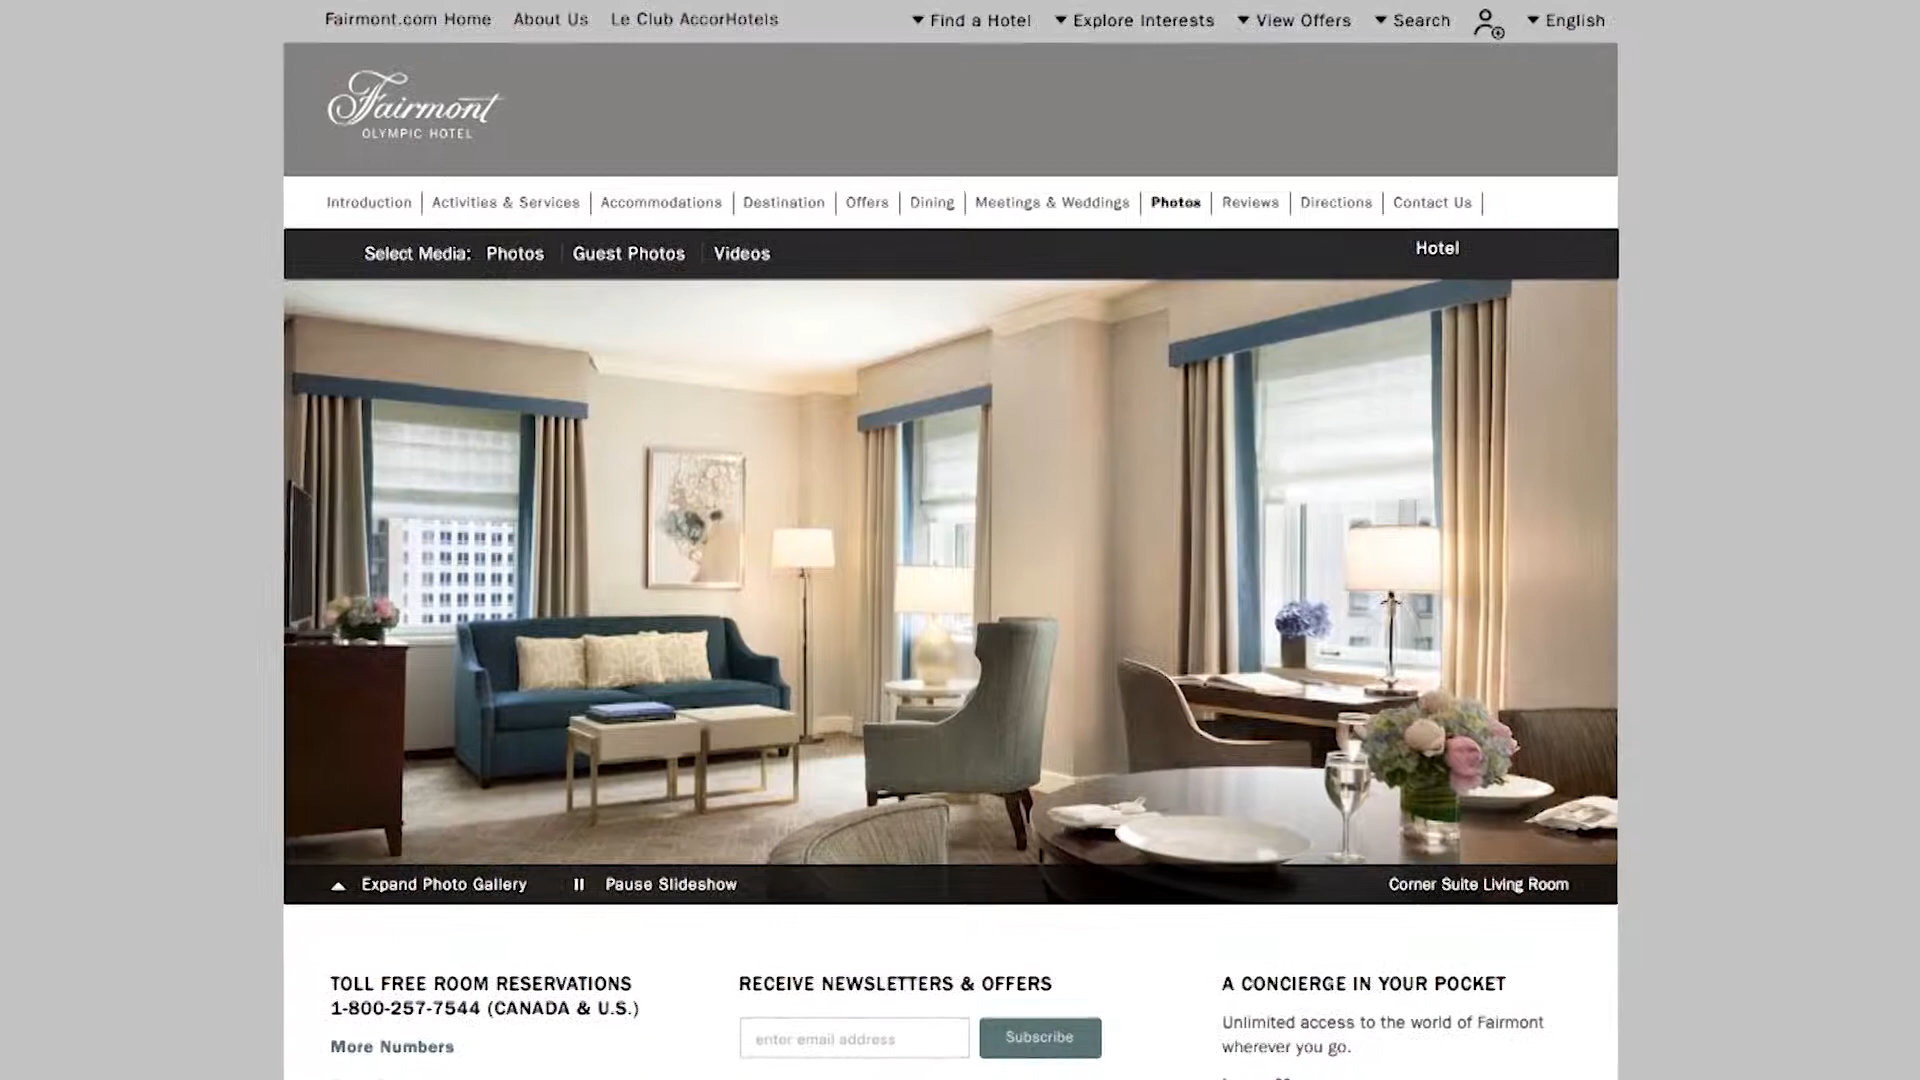 Fairmont.com Home About Us Le Club AccorHotels Find a Hotel Explore Interests View Offers Search English
Fairmont
OLYMPIC HOTEL
Introduction Activities & Services Accommodations Destination Offers Dining Meetings & Weddings Photos Reviews Directions Contact Us
Select Media: Photos Guest Photos Videos Hotel
Expand Photo Gallery Pause Slideshow Corner Suite Living Room
TOLL FREE ROOM RESERVATIONS
1-800-257-7544 (CANADA & U.S.)
More Numbers
RECEIVE NEWSLETTERS & OFFERS
enter email address Subscribe
A CONCIERGE IN YOUR POCKET
Unlimited access to the world of Fairmont
wherever you go.